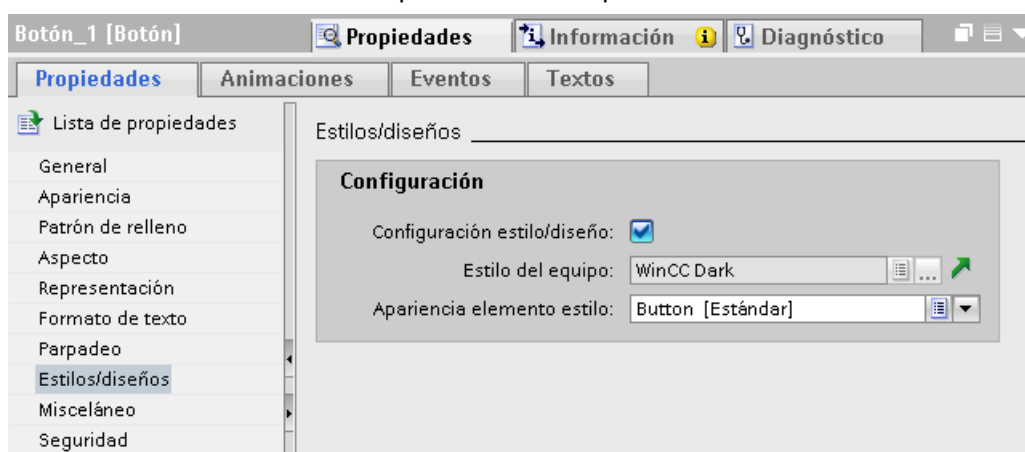 Botón_1 [Botón]
Propiedades
Información
Diagnóstico
Propiedades
Animaciones
Eventos
Textos
Lista de propiedades
General
Apariencia
Patrón de relleno
Aspecto
Representación
Formato de texto
Parpadeo
Estilos/diseños
Misceláneo
Seguridad
Estilos/diseños
Configuración
Configuración estilo/diseño:
Estilo del equipo: WinCC Dark ...
Apariencia elemento estilo: Button [Estándar]